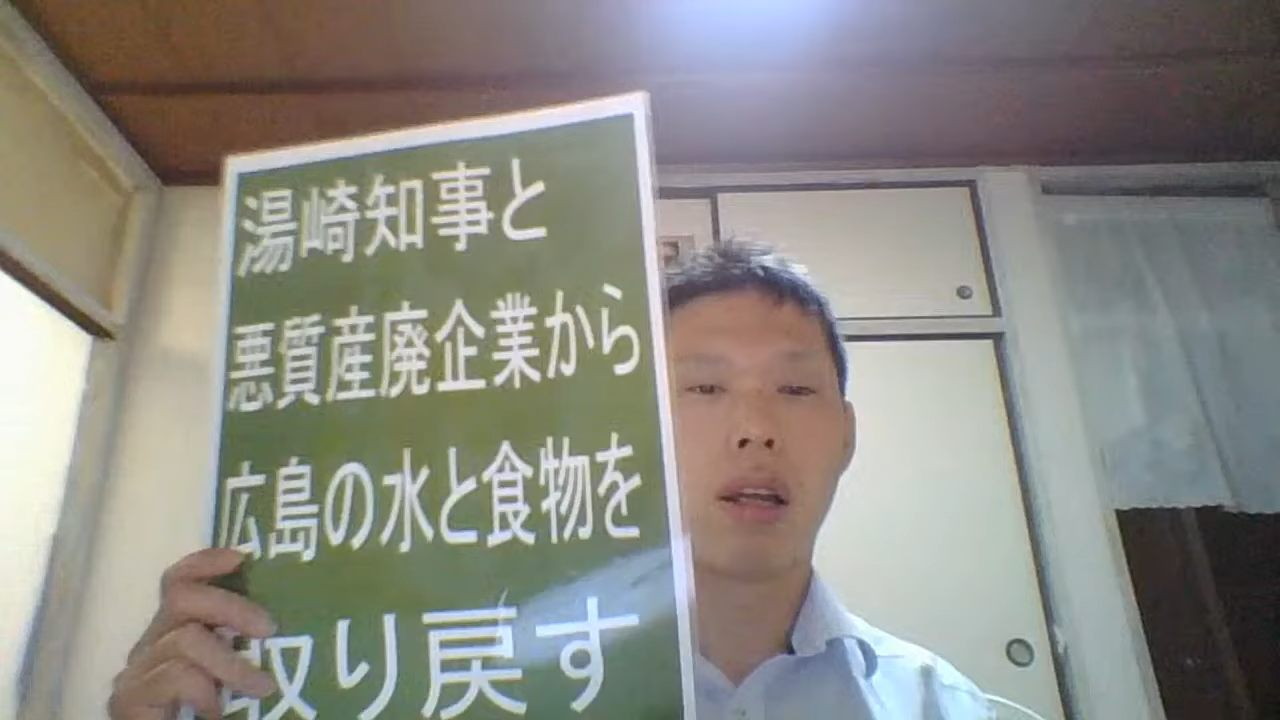 湯崎知事と
悪質産廃企業から
広島の水と食物を
取り戻す